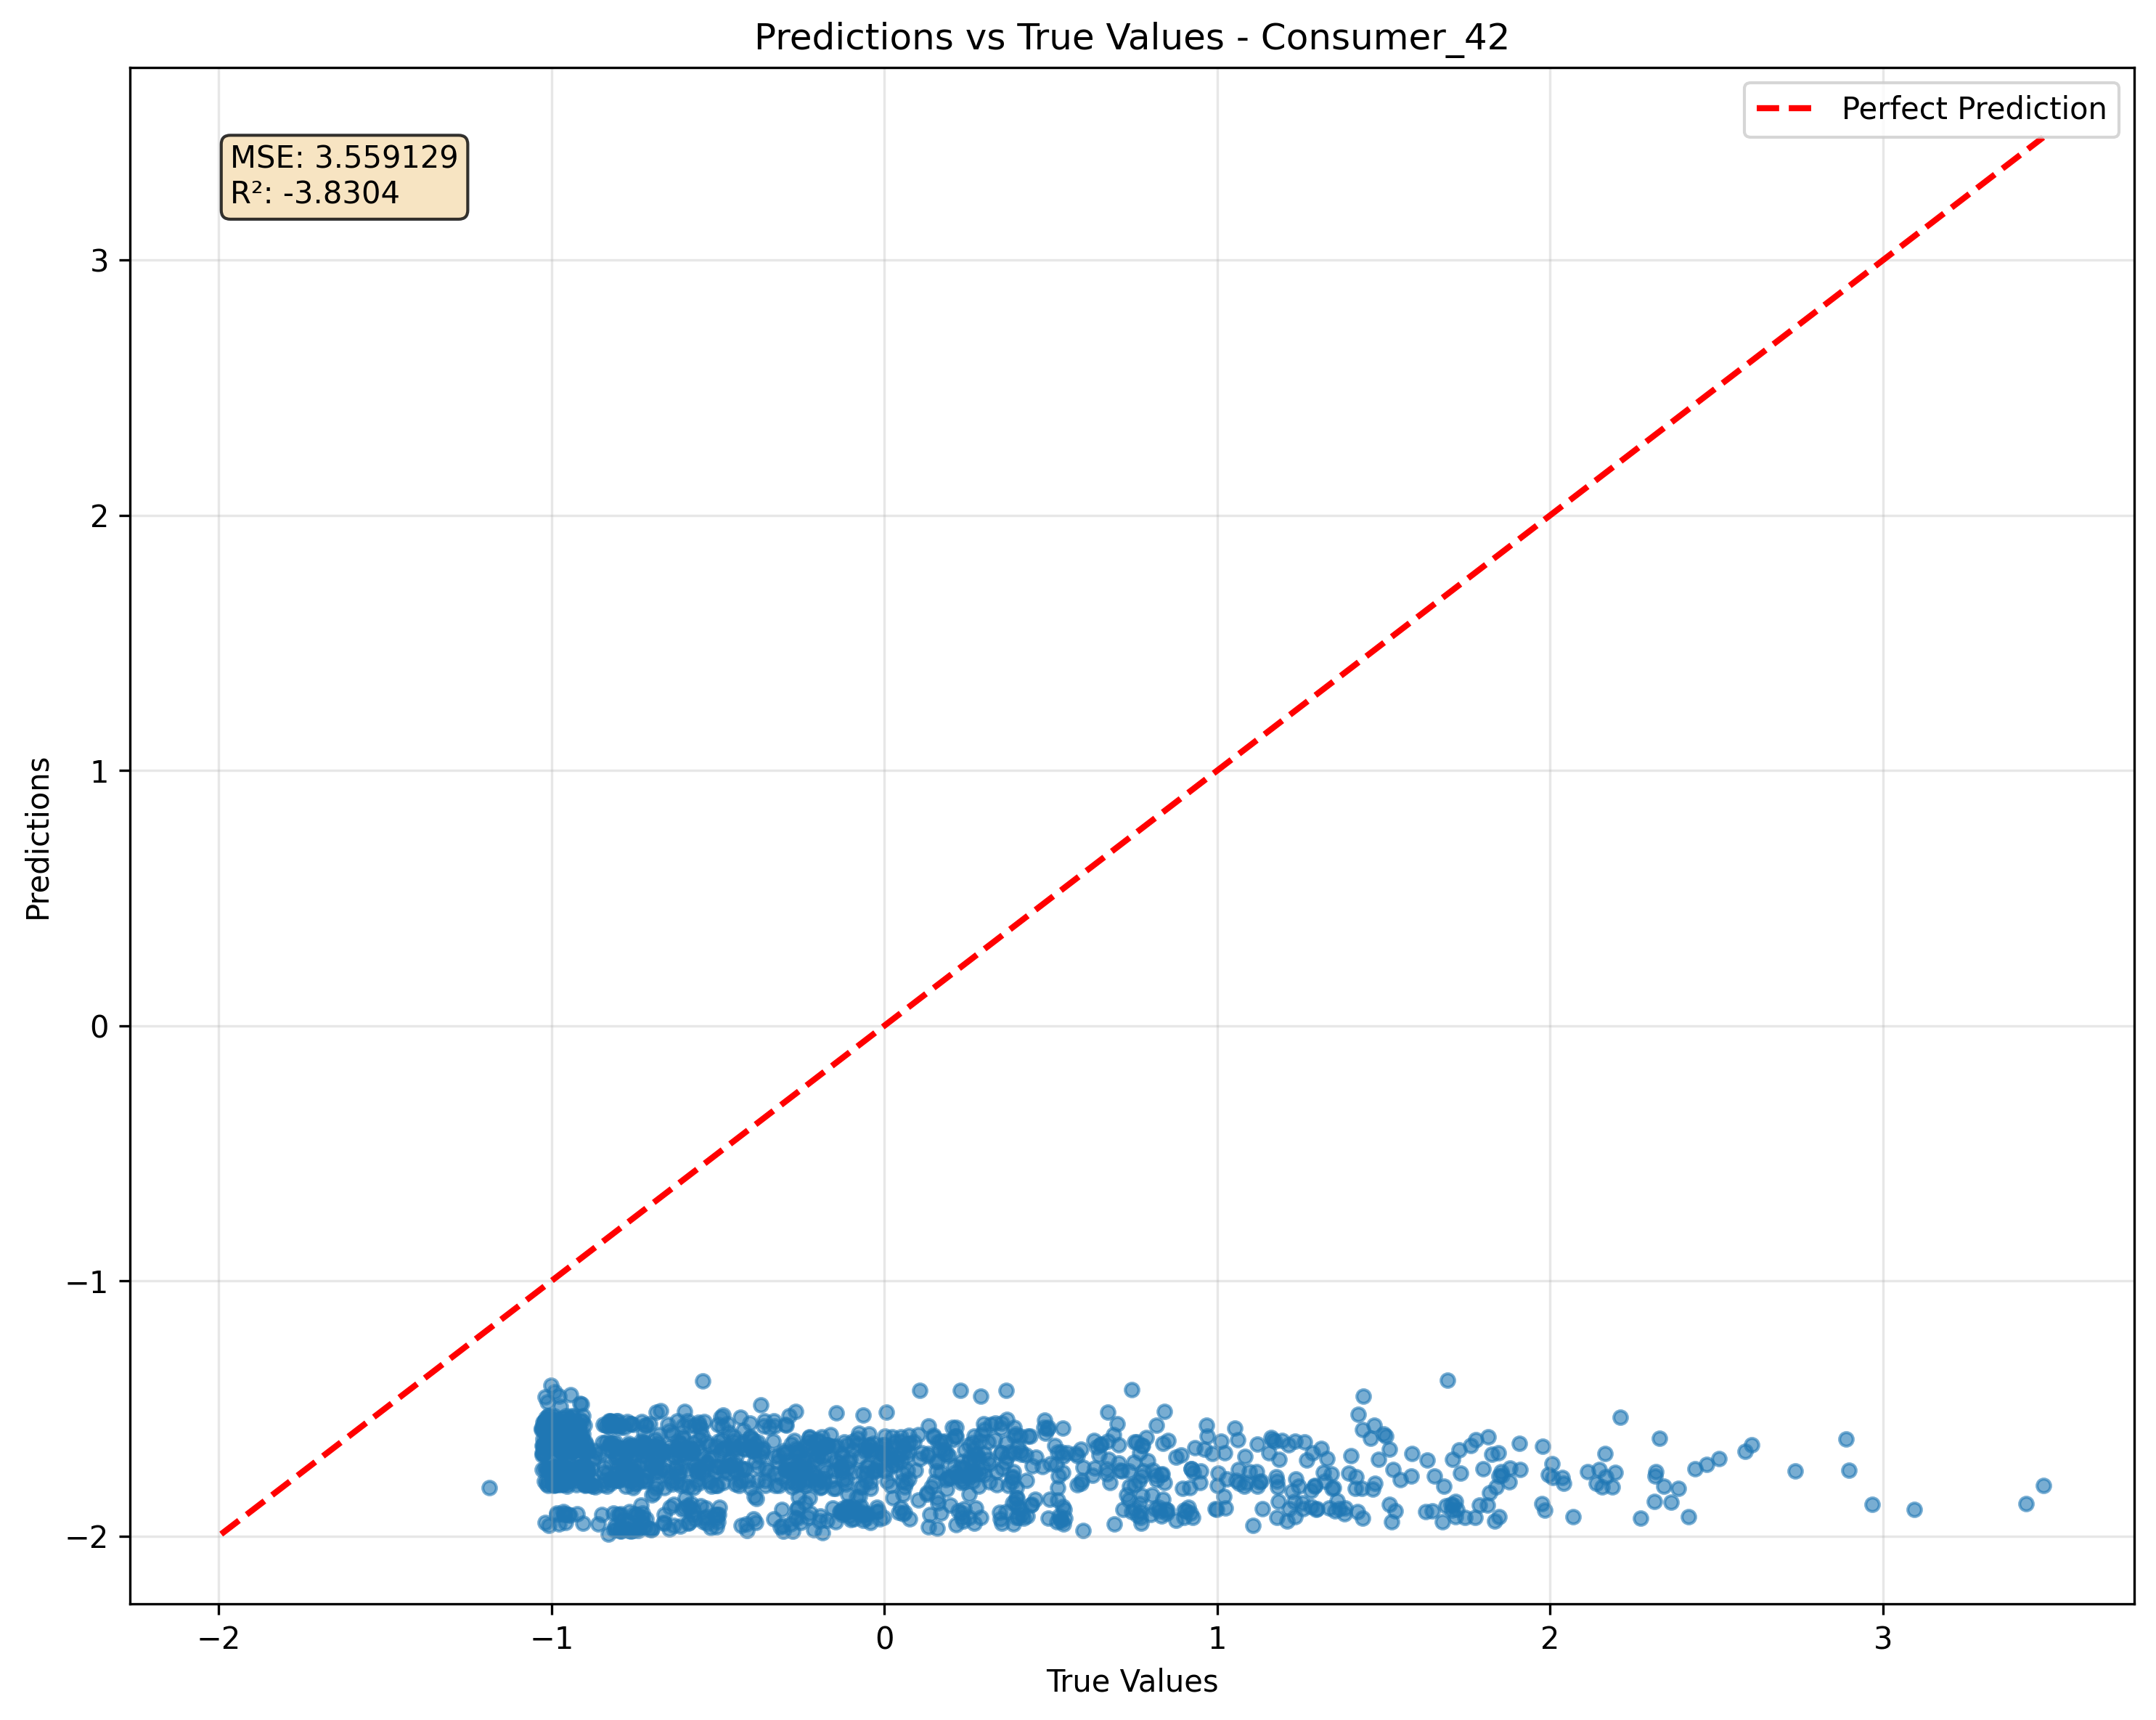 Predictions vs True Values - Consumer_42
Perfect Prediction
MSE: 3.559129
R²: -3.8304
3
2
1
0
−1
−2
Predictions
−2
−1
0
1
2
3
True Values